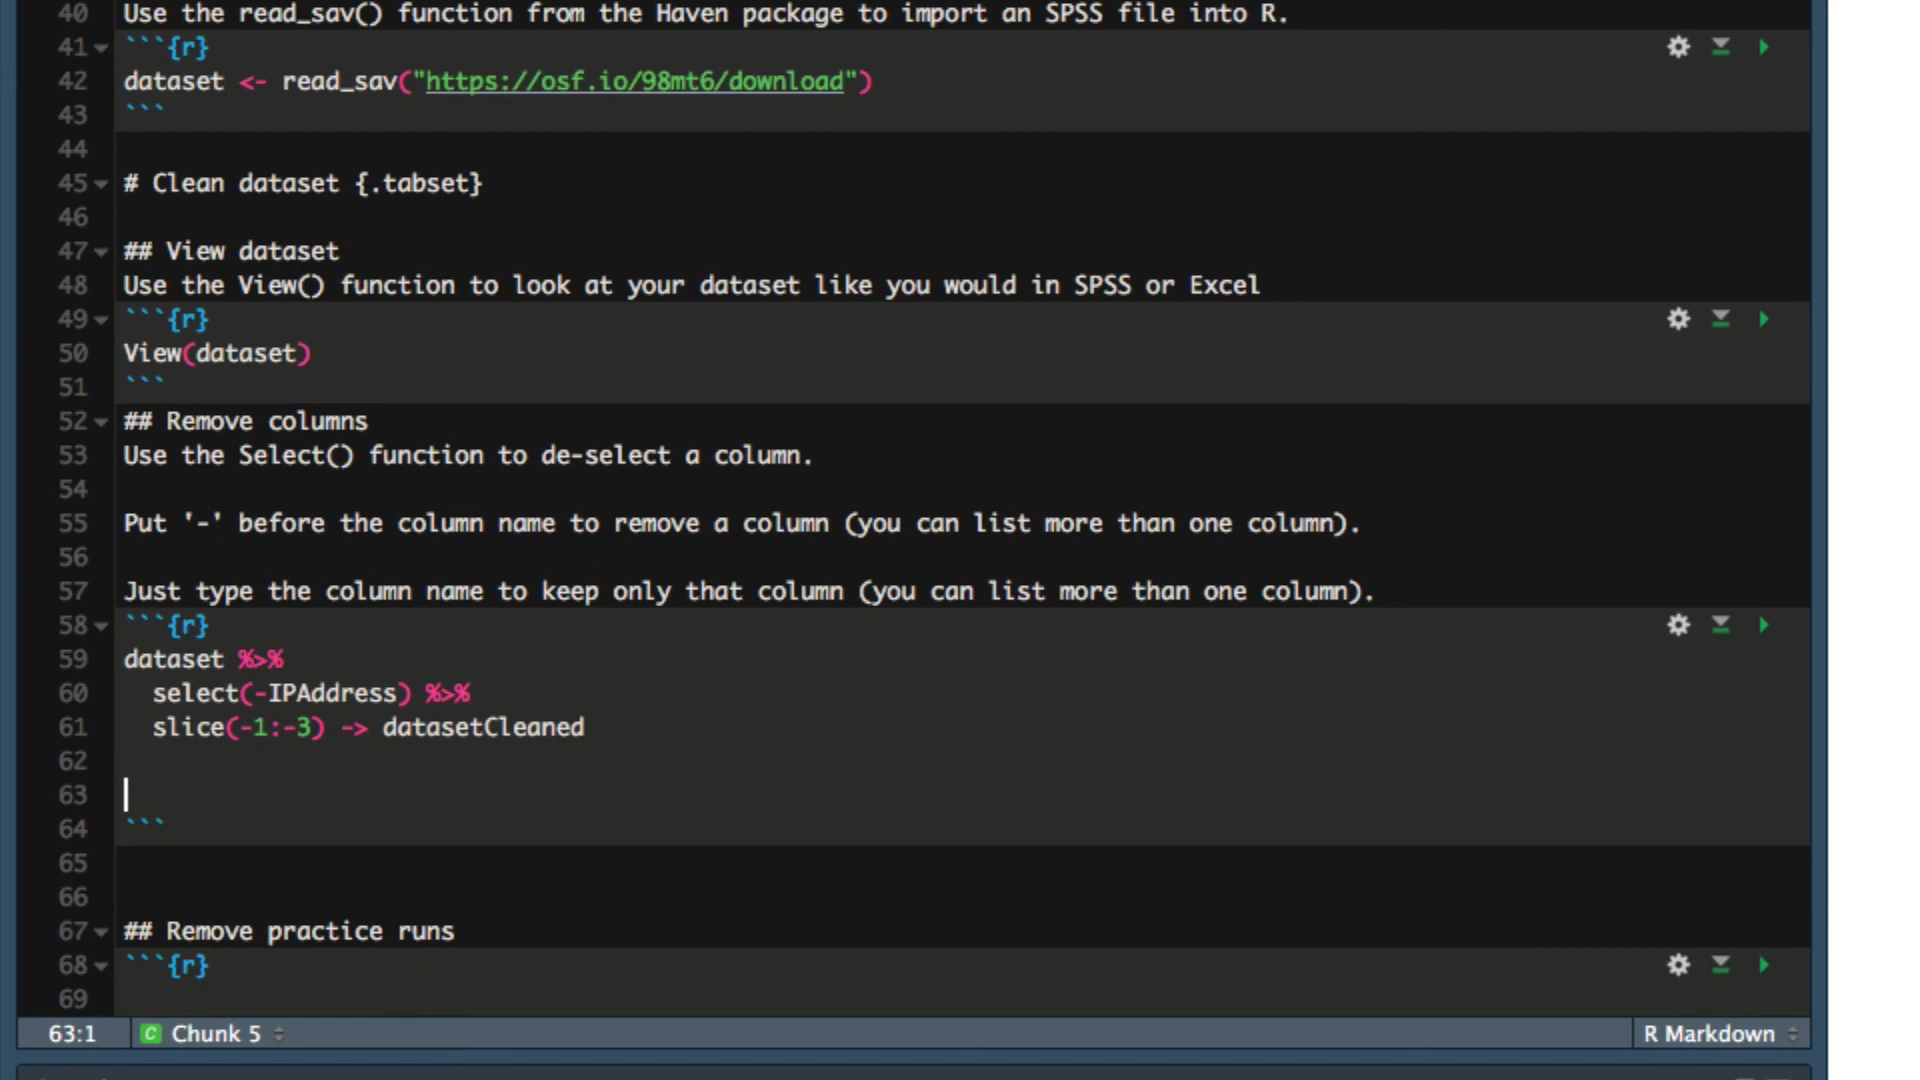 40 Use the read_sav() function from the Haven package to import an SPSS file into R.
41 ```{r}
42 dataset <- read_sav("https://osf.io/98mt6/download")
43 ```
44
45 # Clean dataset {.tabset}
46
47 ## View dataset
48 Use the View() function to look at your dataset like you would in SPSS or Excel
49 ```{r}
50 View(dataset)
51 ```
52 ## Remove columns
53 Use the Select() function to de-select a column.
54
55 Put '-' before the column name to remove a column (you can list more than one column).
56
57 Just type the column name to keep only that column (you can list more than one column).
58 ```{r}
59 dataset %>%
60   select(-IPAddress) %>%
61   slice(-1:-3) -> datasetCleaned
62
63
64 ```
65
66
67 ## Remove practice runs
68 ```{r}
69
63:1 C Chunk 5 R Markdown